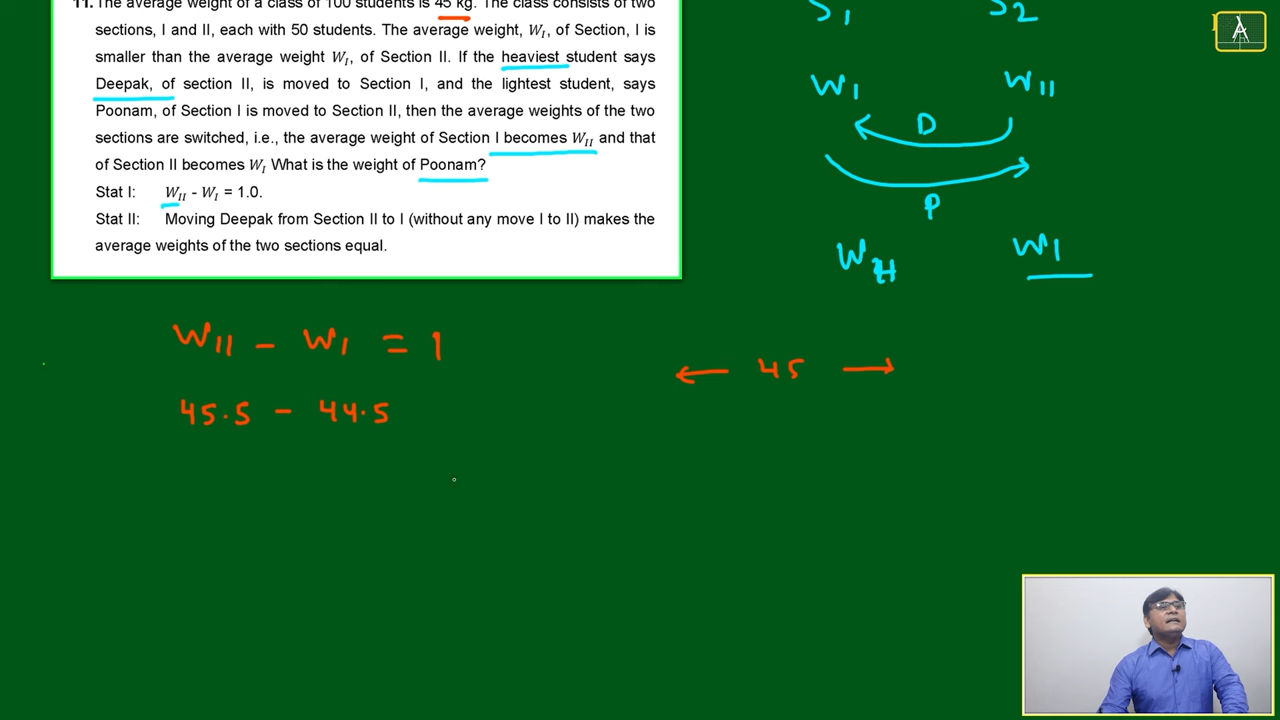 11. The average weight of a class of 100 students is 45 kg. The class consists of two
sections, I and II, each with 50 students. The average weight, W_I, of Section, I is
smaller than the average weight W_I, of Section II. If the heaviest student says
Deepak, of section II, is moved to Section I, and the lightest student, says
Poonam, of Section I is moved to Section II, then the average weights of the two
sections are switched, i.e., the average weight of Section I becomes W_II and that
of Section II becomes W_I What is the weight of Poonam?
Stat I: W_II - W_I = 1.0.
Stat II: Moving Deepak from Section II to I (without any move I to II) makes the
average weights of the two sections equal.
S1 S2
W_I W_II
D
P
W_II W_I
W_II - W_I = 1
← 45 →
45.5 - 44.5
A